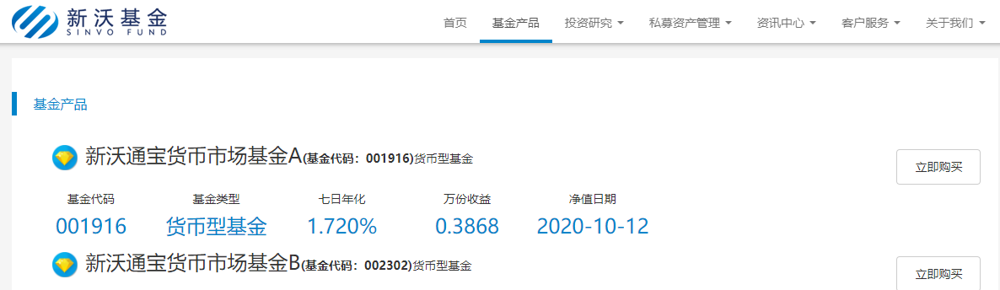 新沃基金
SINVO FUND
首页 基金产品 投资研究 私募资产管理 资讯中心 客户服务 关于我们
基金产品
新沃通宝货币市场基金A(基金代码：001916)货币型基金 立即购买
基金代码 基金类型 七日年化 万份收益 净值日期
001916 货币型基金 1.720% 0.3868 2020-10-12
新沃通宝货币市场基金B(基金代码：002302)货币型基金 立即购买